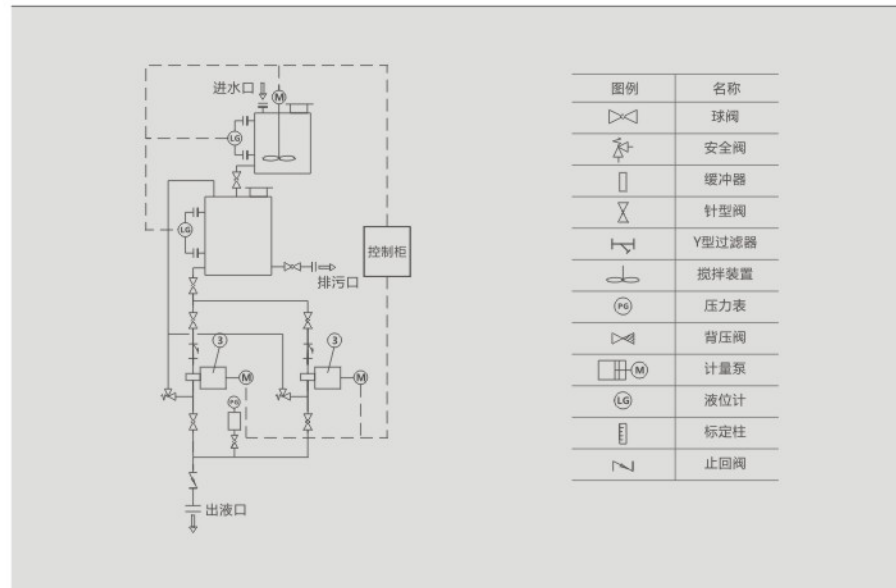 进水口
M
LG
LG
控制柜
排污口
3
3
M
M
PG
出液口
图例 名称
球阀
安全阀
缓冲器
针型阀
Y型过滤器
搅拌装置
PG 压力表
背压阀
M 计量泵
LG 液位计
标定柱
止回阀